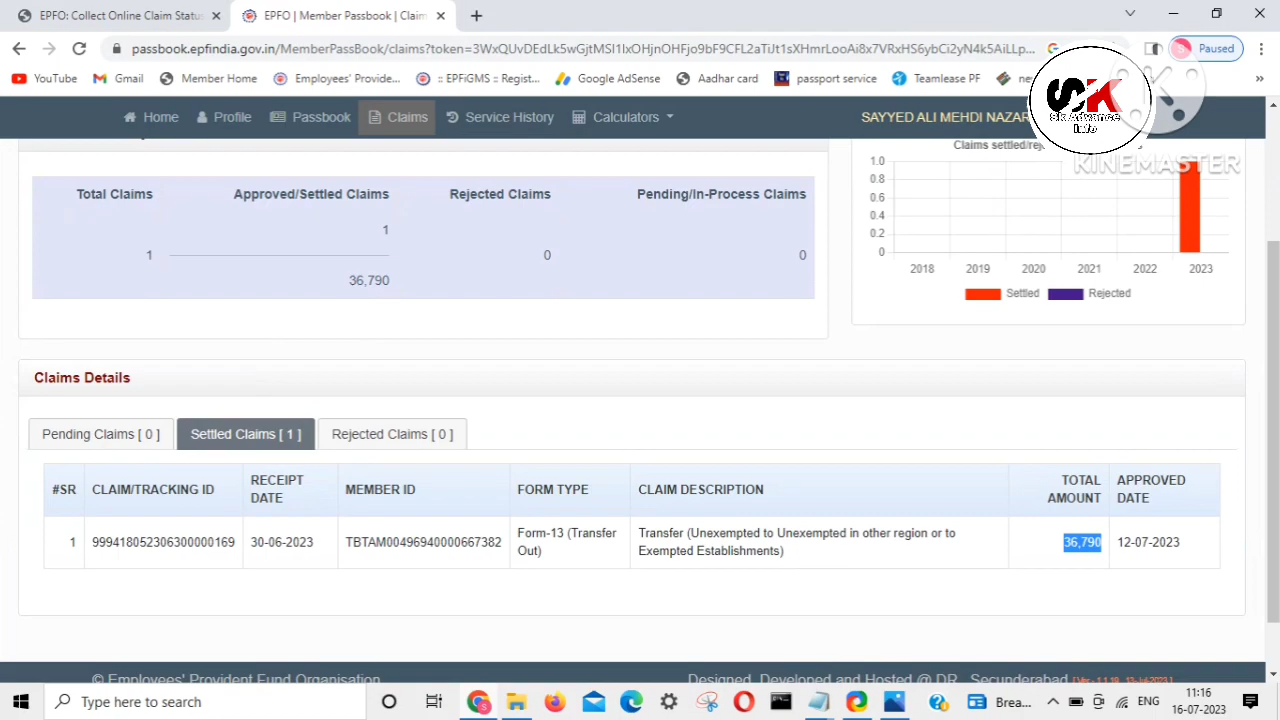 EPFO: Collect Online Claim Statu
EPFO | Member Passbook | Claim
passbook.epfindia.gov.in/MemberPassBook/claims?token=
Paused
YouTube
Gmail
Member Home
Employees' Provide...
:: EPFiGMS :: Regist...
Google AdSense
Aadhar card
passport service
Teamlease PF
Home
Profile
Passbook
Claims
Service History
Calculators
SAYYED ALI MEHDI
SK
sk Advance
Info
KINEMASTER
Total Claims
Approved/Settled Claims
Rejected Claims
Pending/In-Process Claims
1
1
36,790
0
0
Claims settled/
1.0
0.8
0.6
0.4
0.2
0
2018
2019
2020
2021
2022
2023
Settled
Rejected
Claims Details
Pending Claims [ 0 ]
Settled Claims [ 1 ]
Rejected Claims [ 0 ]
#SR
CLAIM/TRACKING ID
RECEIPT
DATE
MEMBER ID
FORM TYPE
CLAIM DESCRIPTION
TOTAL
AMOUNT
APPROVED
DATE
1
999418052306300000169
30-06-2023
TBTAM00496940000667382
Form-13 (Transfer
Out)
Transfer (Unexempted to Unexempted in other region or to
Exempted Establishments)
36,790
12-07-2023
© Employees' Provident Fund Organisation
Designed, Developed and Hosted @ DR, Secunderabad
Type here to search
Brea...
ENG
11:16
16-07-2023